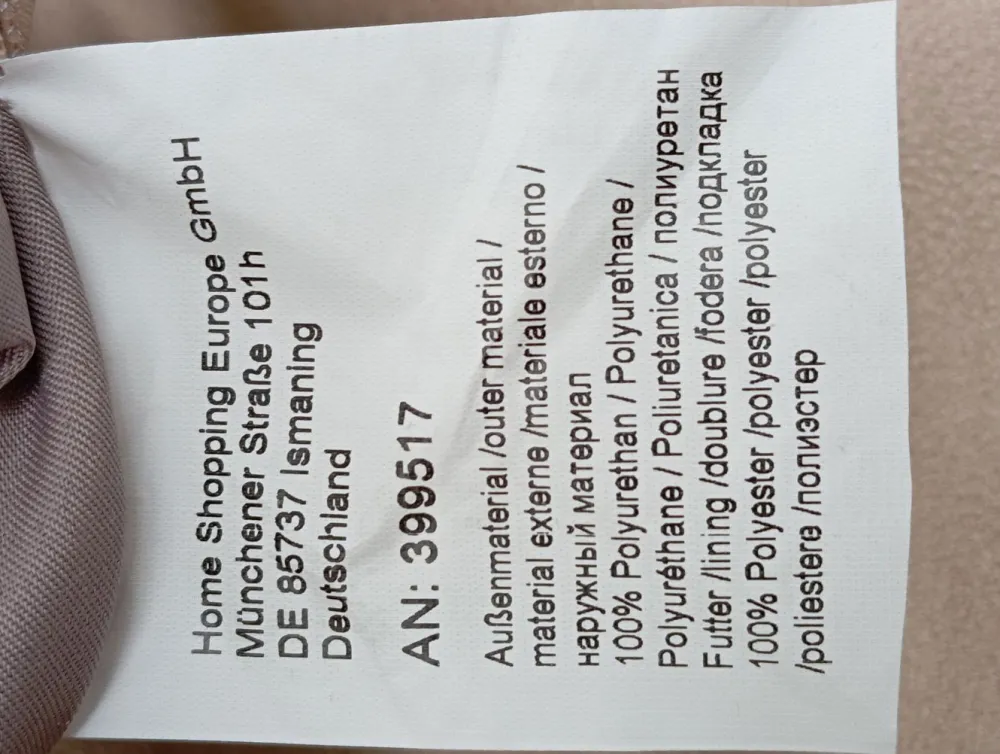 Home Shopping Europe GmbH
Münchener Straße 101h
DE 85737 Ismaning
Deutschland
AN: 399517
Außenmaterial /outer material /
material externe /materiale esterno /
наружный материал
100% Polyurethan / Polyurethane /
Polyuréthane / Poliuretanica / полиуретан
Futter /lining /doublure /fodera /подкладка
100% Polyester /polyester /polyester
/poliestere /полиэстер